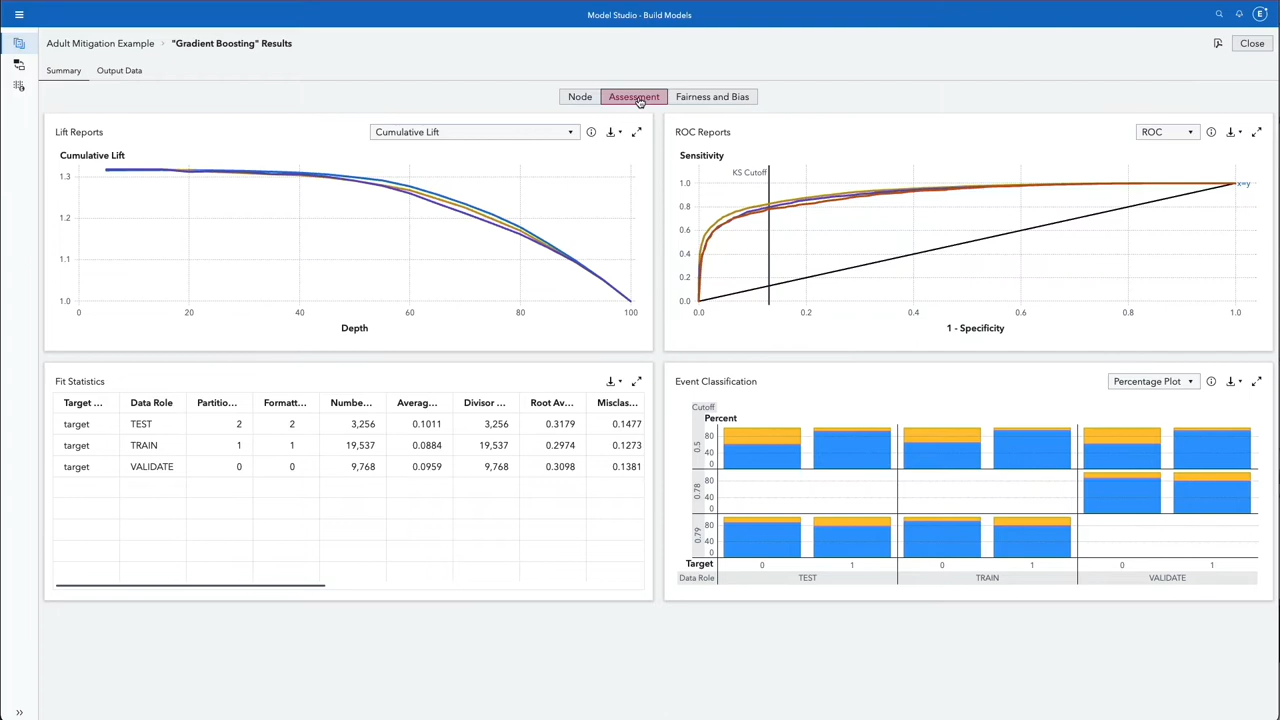 Model Studio - Build Models
E
Adult Mitigation Example > "Gradient Boosting" Results
Close
Summary Output Data
Node Assessment Fairness and Bias
Lift Reports
Cumulative Lift
Cumulative Lift
1.3
1.2
1.1
1.0
0 20 40 60 80 100
Depth
ROC Reports
ROC
Sensitivity
KS Cutoff
1.0
0.8
0.6
0.4
0.2
0.0
x=y
0.0 0.2 0.4 0.6 0.8 1.0
1 - Specificity
Fit Statistics
Target ... Data Role Partitio... Formatt... Numbe... Averag... Divisor ... Root Av... Misclas...
target TEST 2 2 3,256 0.1011 3,256 0.3179 0.1477
target TRAIN 1 1 19,537 0.0884 19,537 0.2974 0.1273
target VALIDATE 0 0 9,768 0.0959 9,768 0.3098 0.1381
Event Classification
Percentage Plot
Cutoff
Percent
0.5
80
40
0
0.78
80
40
0
0.79
80
40
0
Target 0 1 0 1 0 1
Data Role TEST TRAIN VALIDATE